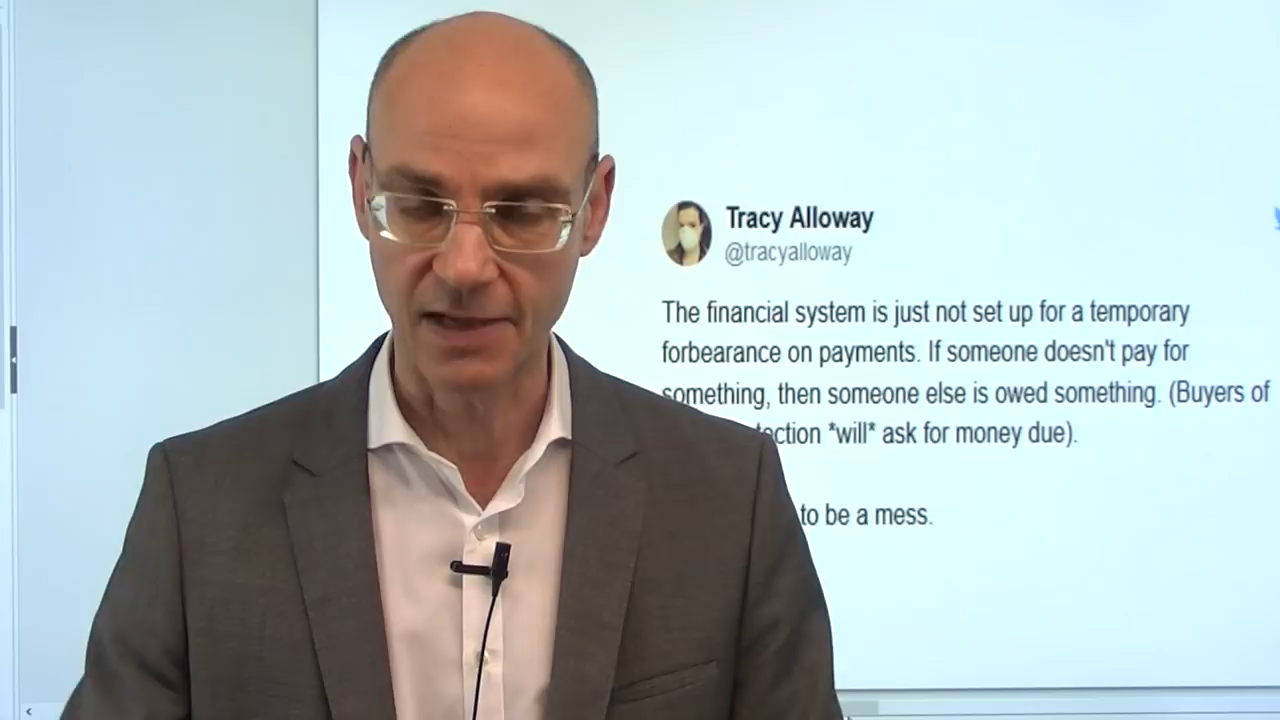 Tracy Alloway
@tracyalloway
The financial system is just not set up for a temporary
forbearance on payments. If someone doesn't pay for
something, then someone else is owed something. (Buyers of
ction *will* ask for money due).
to be a mess.